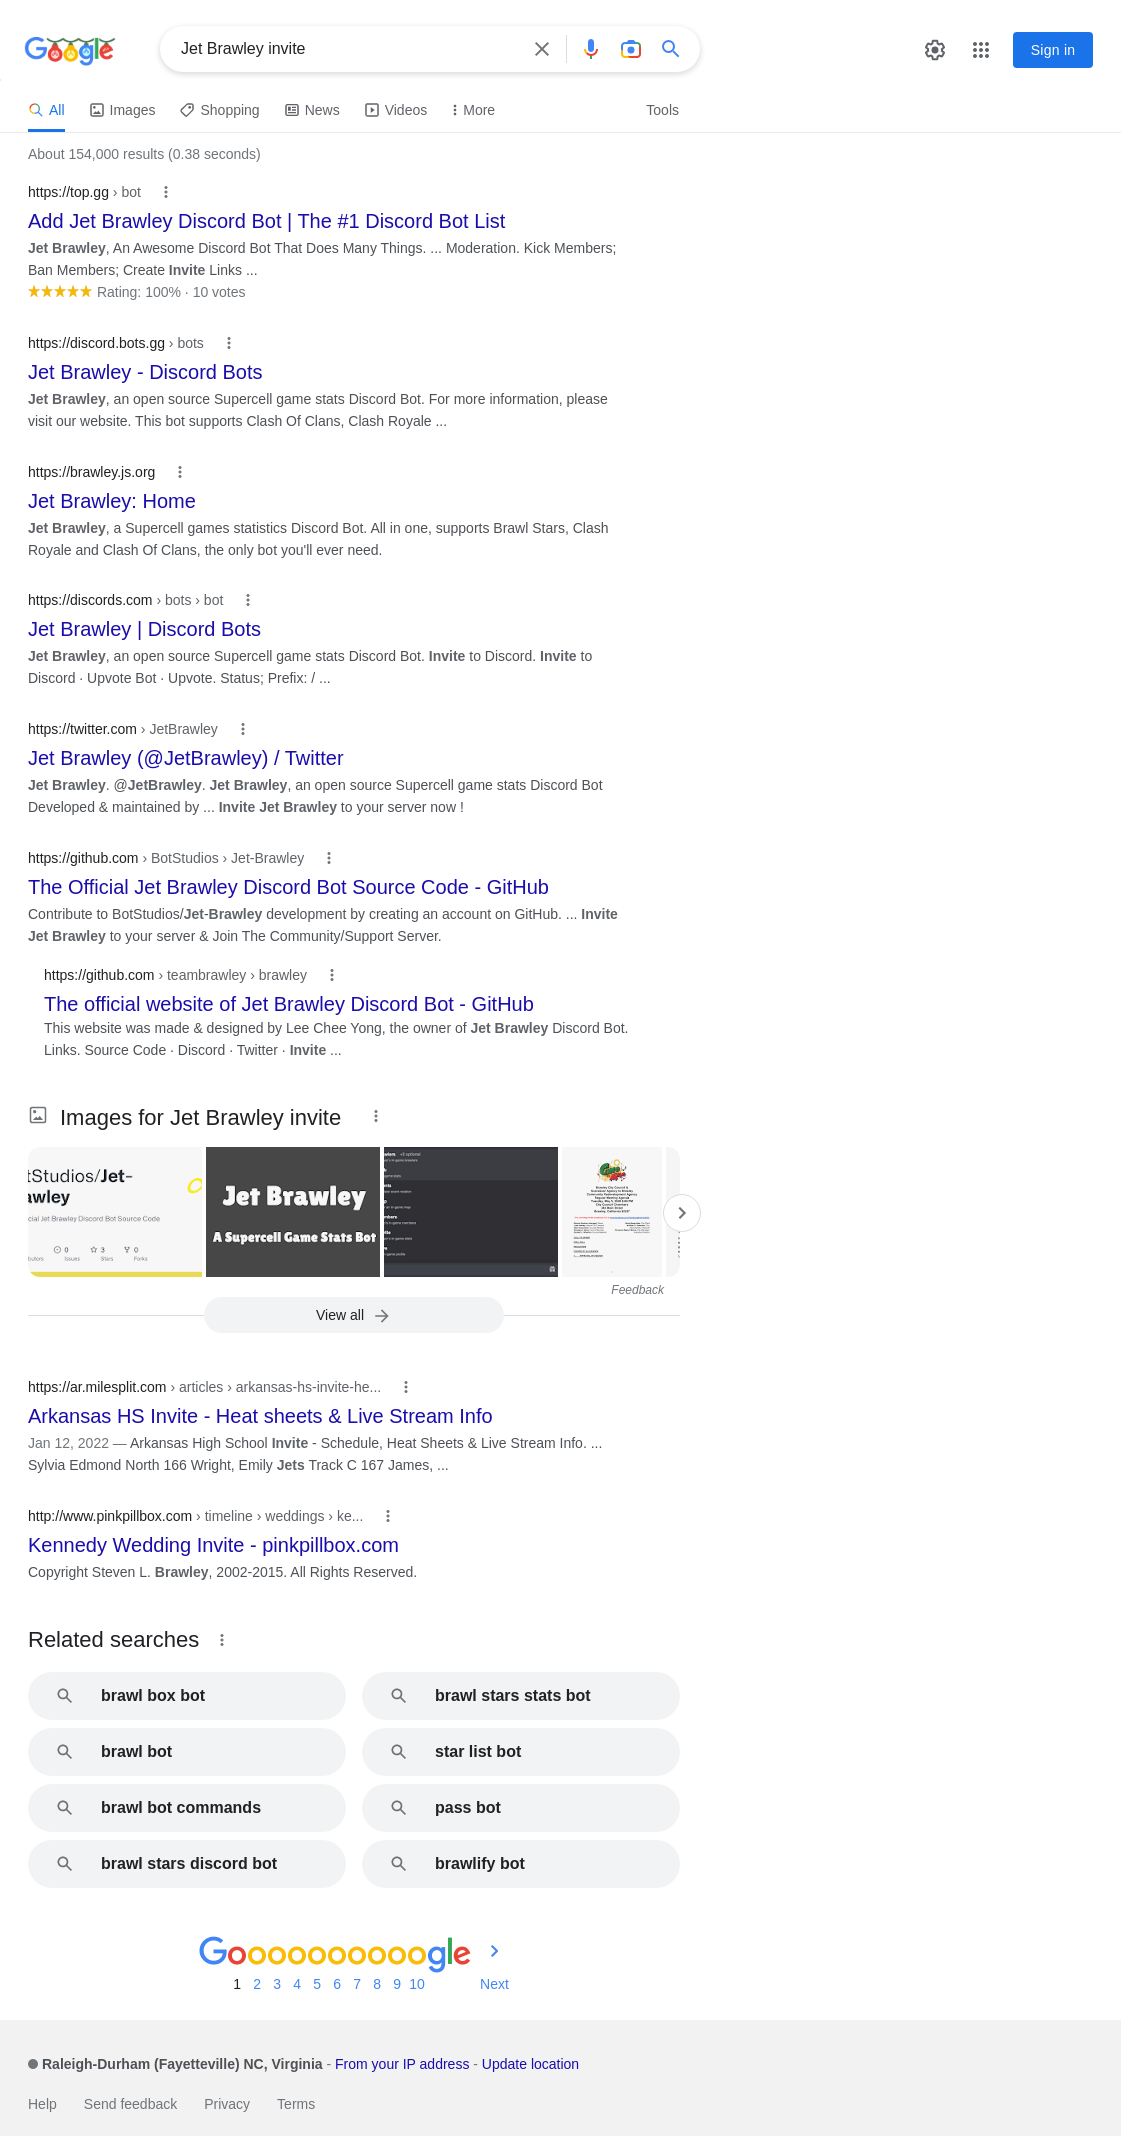 Google
Jet Brawley invite
Sign in
All
Images
Shopping
News
Videos
More
Tools
About 154,000 results (0.38 seconds)
https://top.gg › bot
Add Jet Brawley Discord Bot | The #1 Discord Bot List
Jet Brawley, An Awesome Discord Bot That Does Many Things. ... Moderation. Kick Members;
Ban Members; Create Invite Links ...
Rating: 100% · 10 votes
https://discord.bots.gg › bots
Jet Brawley - Discord Bots
Jet Brawley, an open source Supercell game stats Discord Bot. For more information, please
visit our website. This bot supports Clash Of Clans, Clash Royale ...
https://brawley.js.org
Jet Brawley: Home
Jet Brawley, a Supercell games statistics Discord Bot. All in one, supports Brawl Stars, Clash
Royale and Clash Of Clans, the only bot you'll ever need.
https://discords.com › bots › bot
Jet Brawley | Discord Bots
Jet Brawley, an open source Supercell game stats Discord Bot. Invite to Discord. Invite to
Discord · Upvote Bot · Upvote. Status; Prefix: / ...
https://twitter.com › JetBrawley
Jet Brawley (@JetBrawley) / Twitter
Jet Brawley. @JetBrawley. Jet Brawley, an open source Supercell game stats Discord Bot
Developed & maintained by ... Invite Jet Brawley to your server now !
https://github.com › BotStudios › Jet-Brawley
The Official Jet Brawley Discord Bot Source Code - GitHub
Contribute to BotStudios/Jet-Brawley development by creating an account on GitHub. ... Invite
Jet Brawley to your server & Join The Community/Support Server.
https://github.com › teambrawley › brawley
The official website of Jet Brawley Discord Bot - GitHub
This website was made & designed by Lee Chee Yong, the owner of Jet Brawley Discord Bot.
Links. Source Code · Discord · Twitter · Invite ...
Images for Jet Brawley invite
tStudios/Jet-
awley
cial Jet Brawley Discord Bot Source Code
0
3
0
Issues
Stars
Forks
Jet Brawley
A Supercell Game Stats Bot
Feedback
View all
https://ar.milesplit.com › articles › arkansas-hs-invite-he...
Arkansas HS Invite - Heat sheets & Live Stream Info
Jan 12, 2022 — Arkansas High School Invite - Schedule, Heat Sheets & Live Stream Info. ...
Sylvia Edmond North 166 Wright, Emily Jets Track C 167 James, ...
http://www.pinkpillbox.com › timeline › weddings › ke...
Kennedy Wedding Invite - pinkpillbox.com
Copyright Steven L. Brawley, 2002-2015. All Rights Reserved.
Related searches
brawl box bot
brawl stars stats bot
brawl bot
star list bot
brawl bot commands
pass bot
brawl stars discord bot
brawlify bot
Goooooooooogle
1 2 3 4 5 6 7 8 9 10 Next
Raleigh-Durham (Fayetteville) NC, Virginia - From your IP address - Update location
Help Send feedback Privacy Terms